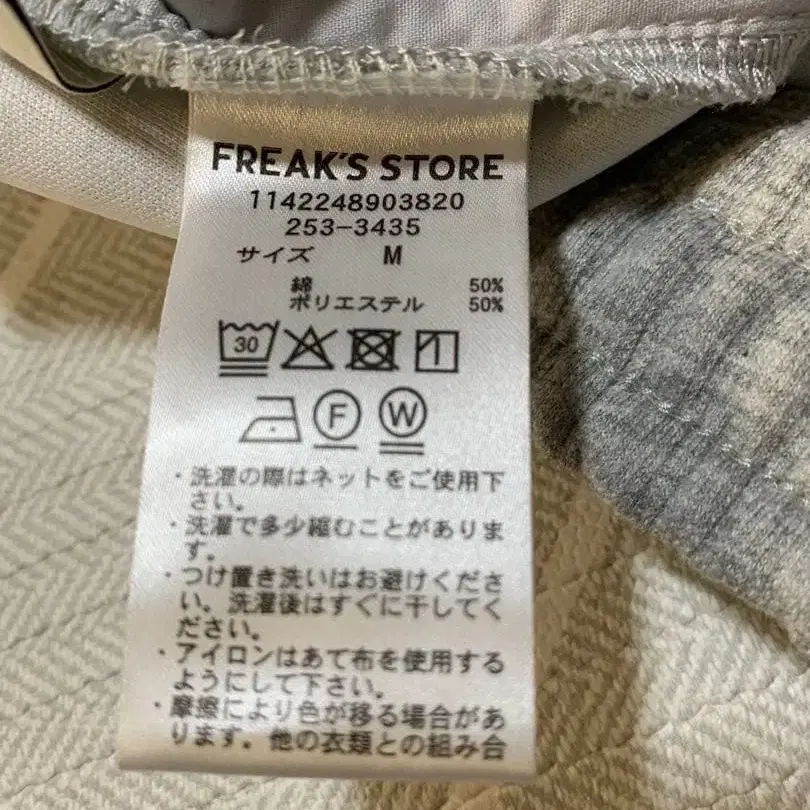 FREAK'S STORE
1142248903820
253-3435
サイズ M
綿 50%
ポリエステル 50%
30
F W
・洗濯の際はネットをご使用下
さい。
・洗濯で多少縮むことがありま
す。
・つけ置き洗いはお避けくださ
い。洗濯後はすぐに干してく
ださい。
・アイロンはあて布を使用する
ようにして下さい。
・摩擦により色が移る場合があ
ります。他の衣類との組み合